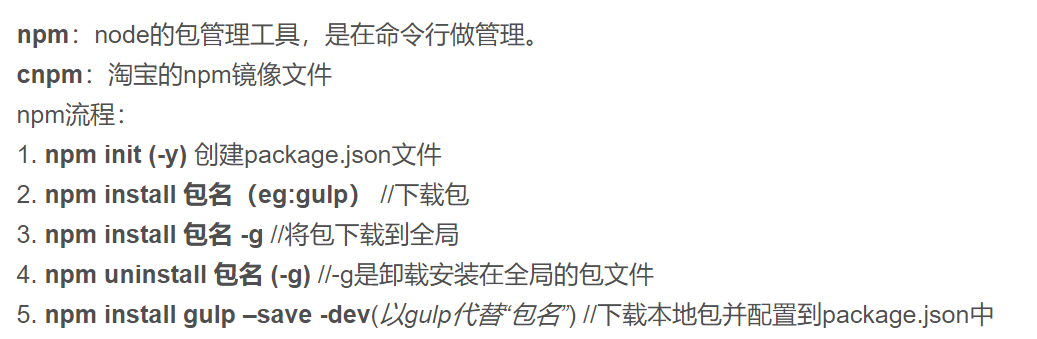 npm：node的包管理工具，是在命令行做管理。
cnpm：淘宝的npm镜像文件
npm流程：
1. npm init (-y) 创建package.json文件
2. npm install 包名（eg:gulp） //下载包
3. npm install 包名 -g //将包下载到全局
4. npm uninstall 包名 (-g) //-g是卸载安装在全局的包文件
5. npm install gulp –save -dev(以gulp代替“包名”) //下载本地包并配置到package.json中